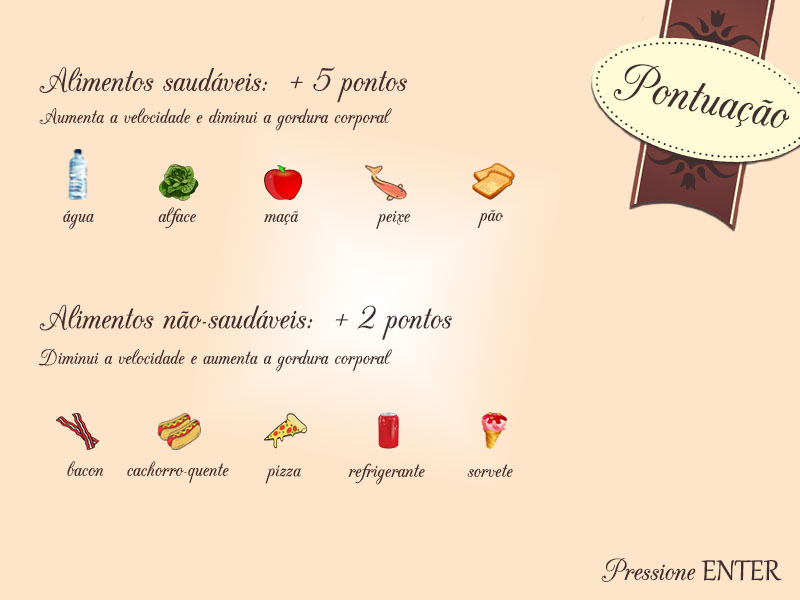 Pontuação
Alimentos saudáveis: + 5 pontos
Aumenta a velocidade e diminui a gordura corporal
água alface maçã peixe pão
Alimentos não-saudáveis: + 2 pontos
Diminui a velocidade e aumenta a gordura corporal
bacon cachorro-quente pizza refrigerante sorvete
Pressione ENTER